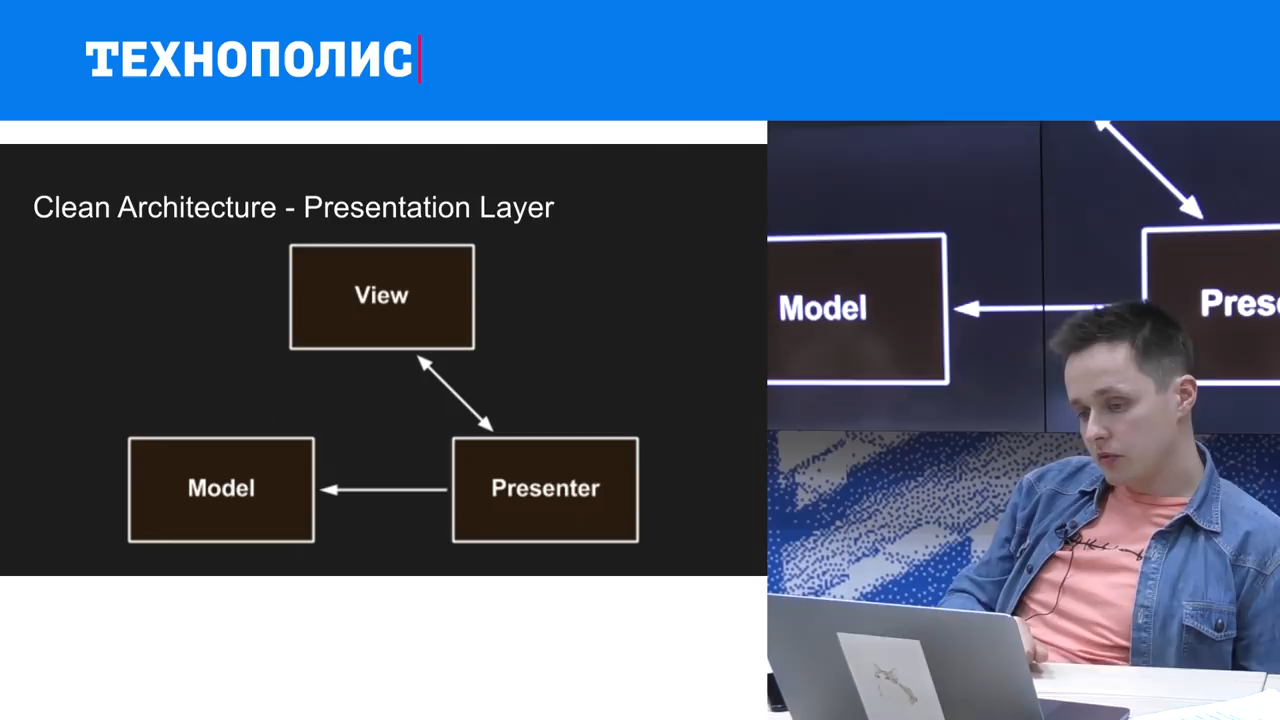 ТЕХНОПОЛИС
Clean Architecture - Presentation Layer
View
Model
Presenter
Model
Prese